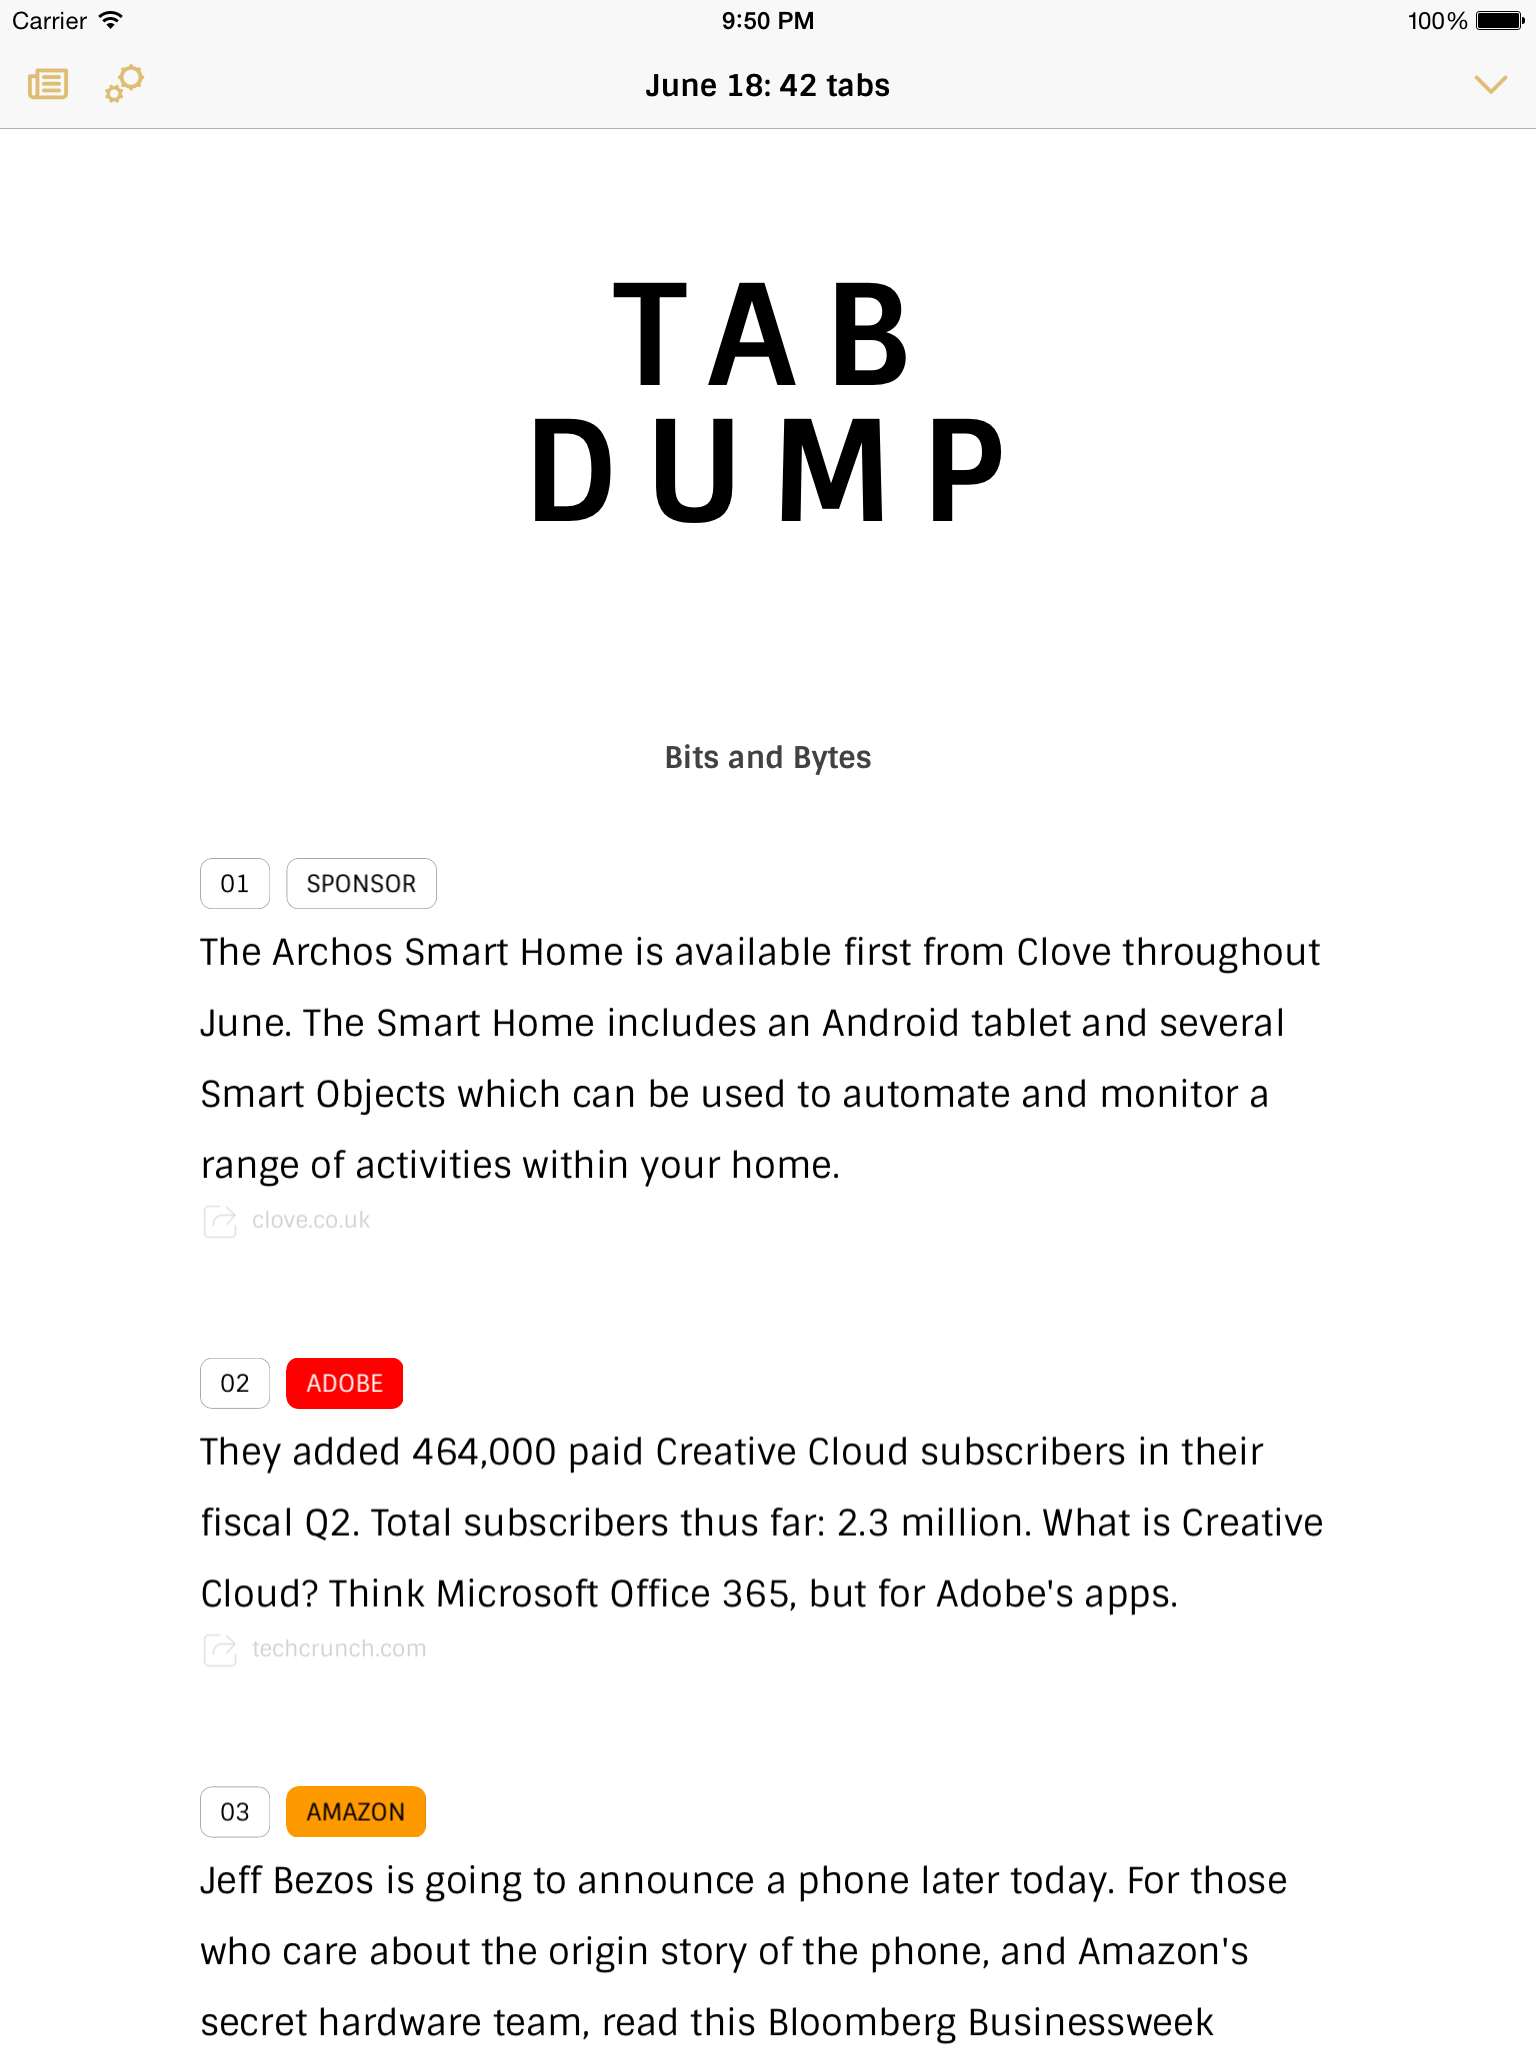 Carrier 9:50 PM 100%
June 18: 42 tabs
TAB
DUMP
Bits and Bytes
01 SPONSOR
The Archos Smart Home is available first from Clove throughout
June. The Smart Home includes an Android tablet and several
Smart Objects which can be used to automate and monitor a
range of activities within your home.
clove.co.uk
02 ADOBE
They added 464,000 paid Creative Cloud subscribers in their
fiscal Q2. Total subscribers thus far: 2.3 million. What is Creative
Cloud? Think Microsoft Office 365, but for Adobe's apps.
techcrunch.com
03 AMAZON
Jeff Bezos is going to announce a phone later today. For those
who care about the origin story of the phone, and Amazon's
secret hardware team, read this Bloomberg Businessweek